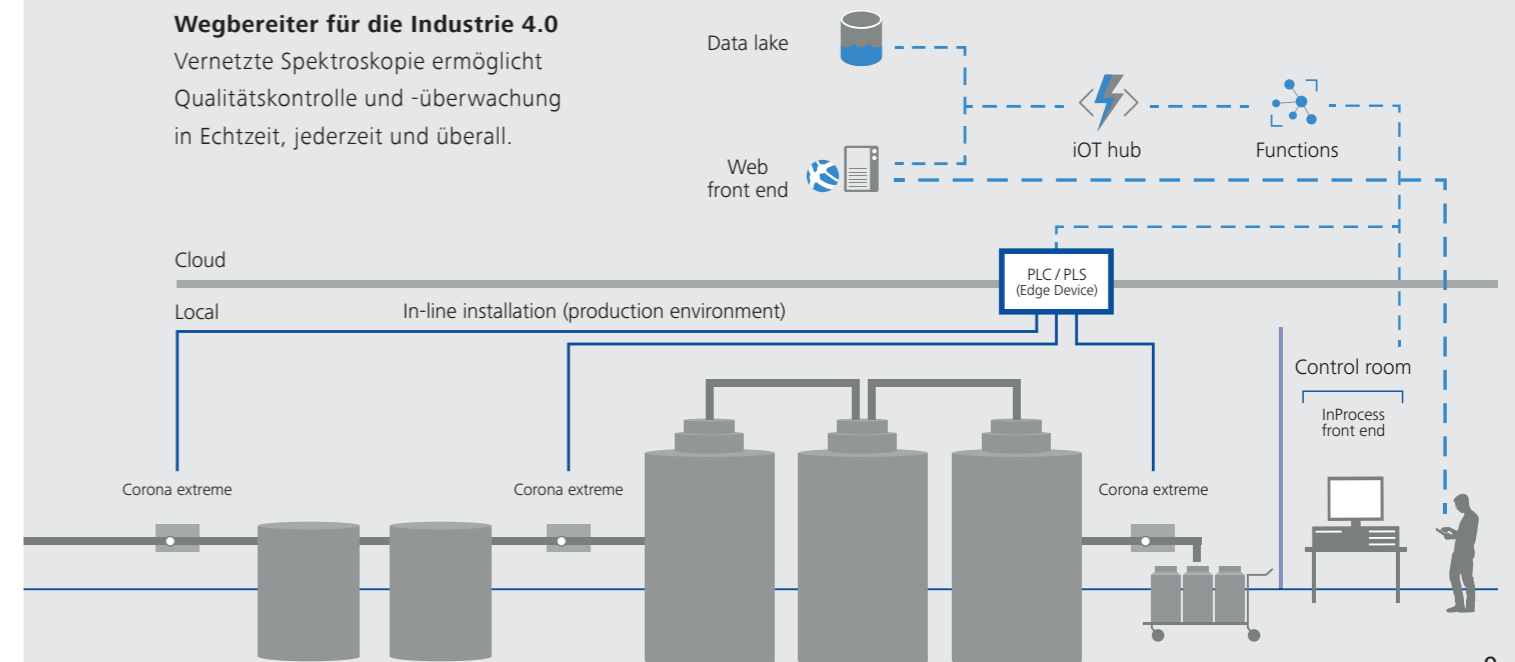 Wegbereiter für die Industrie 4.0
Vernetzte Spektroskopie ermöglicht
Qualitätskontrolle und -überwachung
in Echtzeit, jederzeit und überall.
Data lake
Web
front end
iOT hub
Functions
Cloud
PLC / PLS
(Edge Device)
Local
In-line installation (production environment)
Control room
InProcess
front end
Corona extreme
Corona extreme
Corona extreme